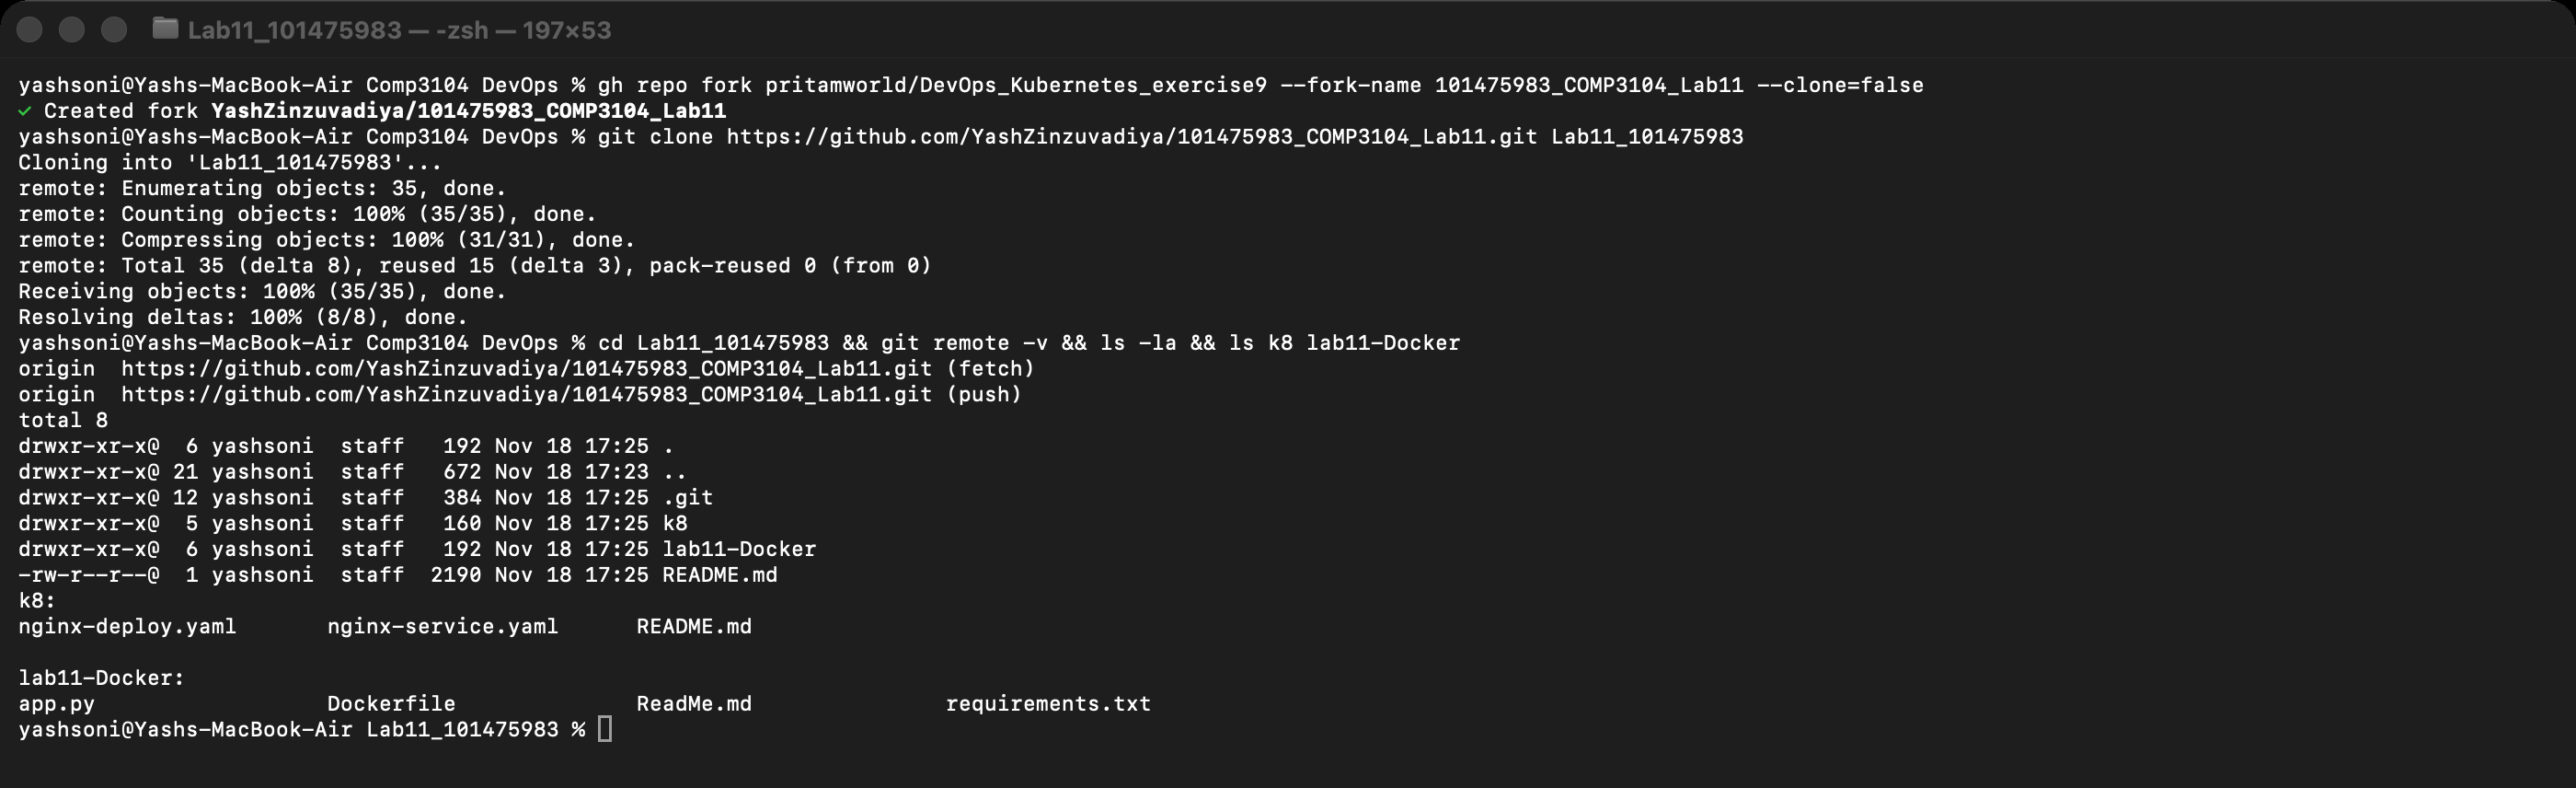 Lab11_101475983 — -zsh — 197×53
yashsoni@Yashs-MacBook-Air Comp3104 DevOps % gh repo fork pritamworld/DevOps_Kubernetes_exercise9 --fork-name 101475983_COMP3104_Lab11 --clone=false
✓ Created fork YashZinzuvadiya/101475983_COMP3104_Lab11
yashsoni@Yashs-MacBook-Air Comp3104 DevOps % git clone https://github.com/YashZinzuvadiya/101475983_COMP3104_Lab11.git Lab11_101475983
Cloning into 'Lab11_101475983'...
remote: Enumerating objects: 35, done.
remote: Counting objects: 100% (35/35), done.
remote: Compressing objects: 100% (31/31), done.
remote: Total 35 (delta 8), reused 15 (delta 3), pack-reused 0 (from 0)
Receiving objects: 100% (35/35), done.
Resolving deltas: 100% (8/8), done.
yashsoni@Yashs-MacBook-Air Comp3104 DevOps % cd Lab11_101475983 && git remote -v && ls -la && ls k8 lab11-Docker
origin  https://github.com/YashZinzuvadiya/101475983_COMP3104_Lab11.git (fetch)
origin  https://github.com/YashZinzuvadiya/101475983_COMP3104_Lab11.git (push)
total 8
drwxr-xr-x@  6 yashsoni  staff   192 Nov 18 17:25 .
drwxr-xr-x@ 21 yashsoni  staff   672 Nov 18 17:23 ..
drwxr-xr-x@ 12 yashsoni  staff   384 Nov 18 17:25 .git
drwxr-xr-x@  5 yashsoni  staff   160 Nov 18 17:25 k8
drwxr-xr-x@  6 yashsoni  staff   192 Nov 18 17:25 lab11-Docker
-rw-r--r--@  1 yashsoni  staff  2190 Nov 18 17:25 README.md
k8:
nginx-deploy.yaml       nginx-service.yaml      README.md
lab11-Docker:
app.py                  Dockerfile              ReadMe.md               requirements.txt
yashsoni@Yashs-MacBook-Air Lab11_101475983 %